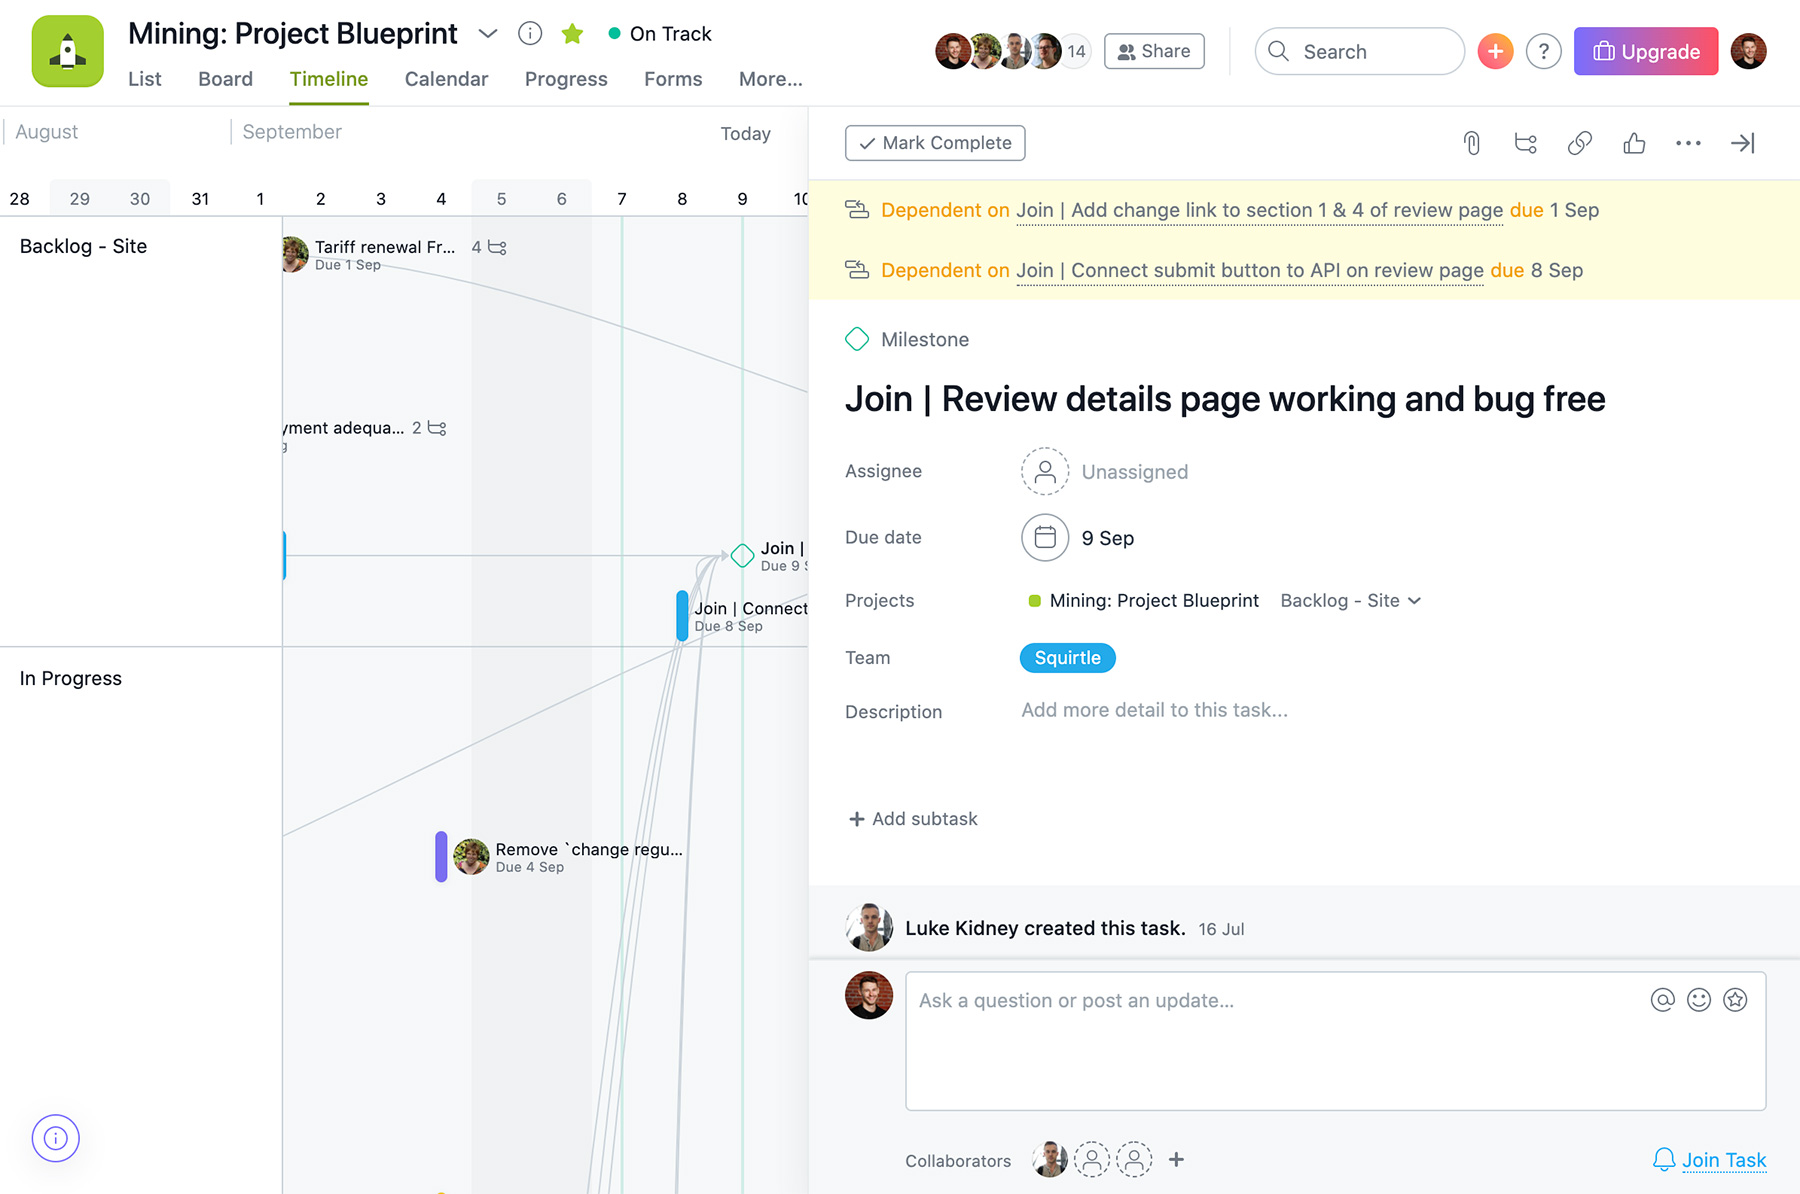 Mining: Project Blueprint
On Track
List Board Timeline Calendar Progress Forms More...
14
Share
Search
?
Upgrade
August
September
Today
28 29 30 31 1 2 3 4 5 6 7 8 9 10
Backlog - Site
Tariff renewal Fr... 4
Due 1 Sep
yment adequa... 2
g
Join |
Due 9 S
Join | Connect
Due 8 Sep
In Progress
Remove `change regu...
Due 4 Sep
Mark Complete
Dependent on Join | Add change link to section 1 & 4 of review page due 1 Sep
Dependent on Join | Connect submit button to API on review page due 8 Sep
Milestone
Join | Review details page working and bug free
Assignee Unassigned
Due date 9 Sep
Projects Mining: Project Blueprint Backlog - Site
Team Squirtle
Description Add more detail to this task...
+ Add subtask
Luke Kidney created this task. 16 Jul
Ask a question or post an update...
Collaborators
Join Task